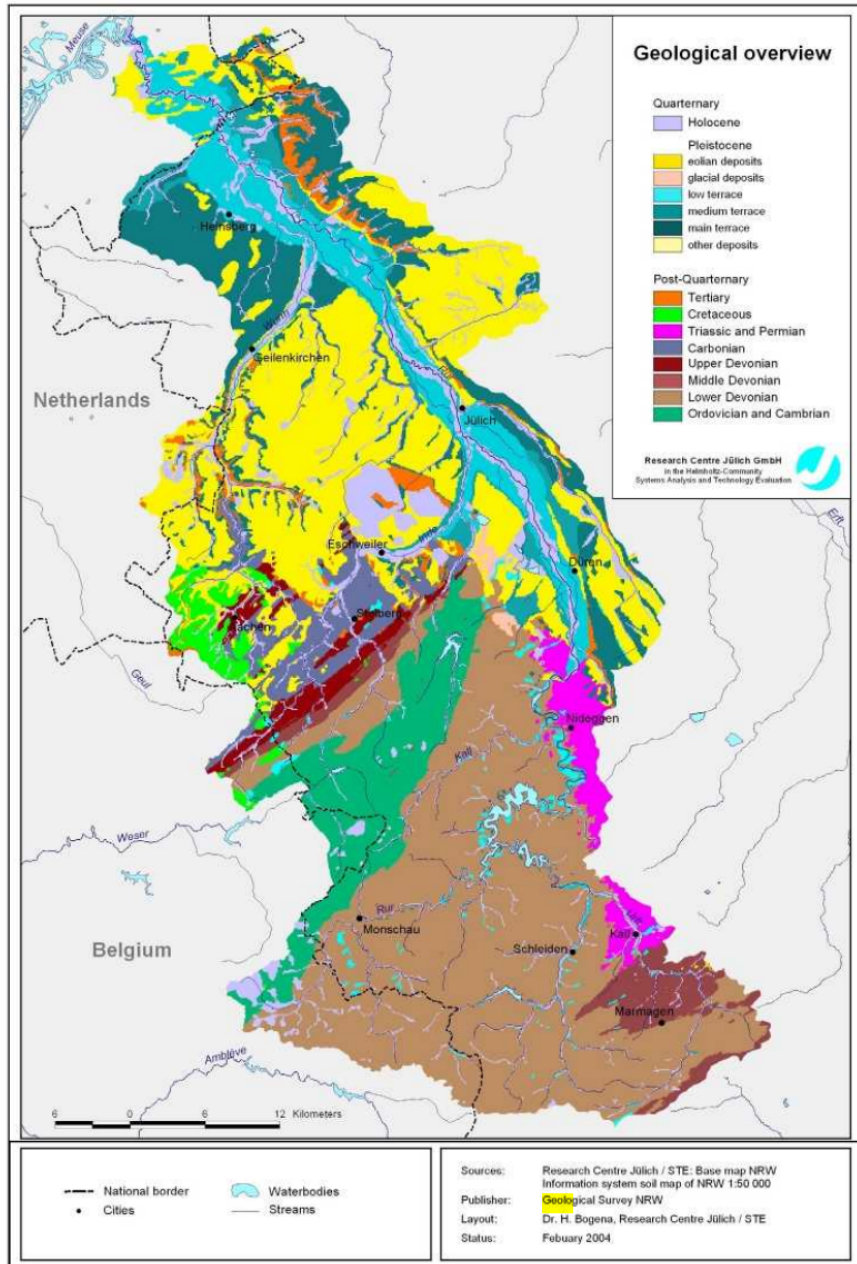 Geological overview
Quarternary
Holocene
Pleistocene
eolian deposits
glacial deposits
low terrace
medium terrace
main terrace
other deposits
Post-Quarternary
Tertiary
Cretaceous
Triassic and Permian
Carbonian
Upper Devonian
Middle Devonian
Lower Devonian
Ordovician and Cambrian
Research Centre Jülich GmbH
in the Helmholtz-Community
Systems Analysis and Technology Evaluation
Meuse
Heinsberg
Wurm
Geilenkirchen
Netherlands
Rur
Jülich
Erft
Eschweiler
Inde
Düren
Stolberg
Aachen
Geul
Nideggen
Kall
Weser
Rur
Monschau
Urft
Kall
Schleiden
Belgium
Marmagen
Amblève
6 0 6 12 Kilometers
National border
Cities
Waterbodies
Streams
Sources: Research Centre Jülich / STE: Base map NRW
Information system soil map of NRW 1:50 000
Publisher: Geological Survey NRW
Layout: Dr. H. Bogena, Research Centre Jülich / STE
Status: Febuary 2004